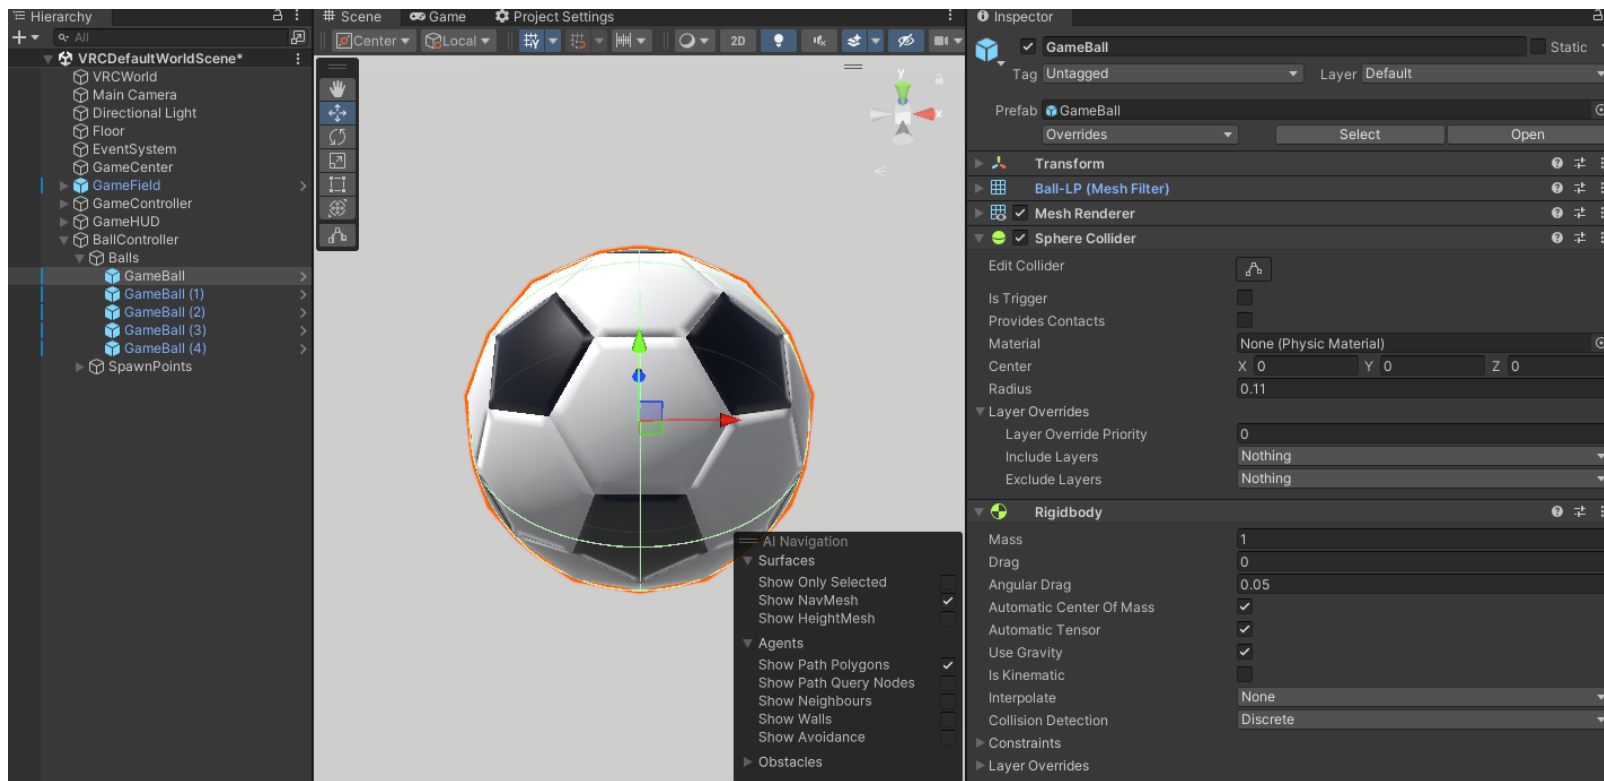 Hierarchy
All
VRCDefaultWorldScene*
VRCWorld
Main Camera
Directional Light
Floor
EventSystem
GameCenter
GameField
GameController
GameHUD
BallController
Balls
GameBall
GameBall (1)
GameBall (2)
GameBall (3)
GameBall (4)
SpawnPoints
Scene Game Project Settings
Center Local 2D
y
x
AI Navigation
Surfaces
Show Only Selected
Show NavMesh
Show HeightMesh
Agents
Show Path Polygons
Show Path Query Nodes
Show Neighbours
Show Walls
Show Avoidance
Obstacles
Inspector
GameBall Static
Tag Untagged Layer Default
Prefab GameBall
Overrides Select Open
Transform
Ball-LP (Mesh Filter)
Mesh Renderer
Sphere Collider
Edit Collider
Is Trigger
Provides Contacts
Material None (Physic Material)
Center X 0 Y 0 Z 0
Radius 0.11
Layer Overrides
Layer Override Priority 0
Include Layers Nothing
Exclude Layers Nothing
Rigidbody
Mass 1
Drag 0
Angular Drag 0.05
Automatic Center Of Mass
Automatic Tensor
Use Gravity
Is Kinematic
Interpolate None
Collision Detection Discrete
Constraints
Layer Overrides